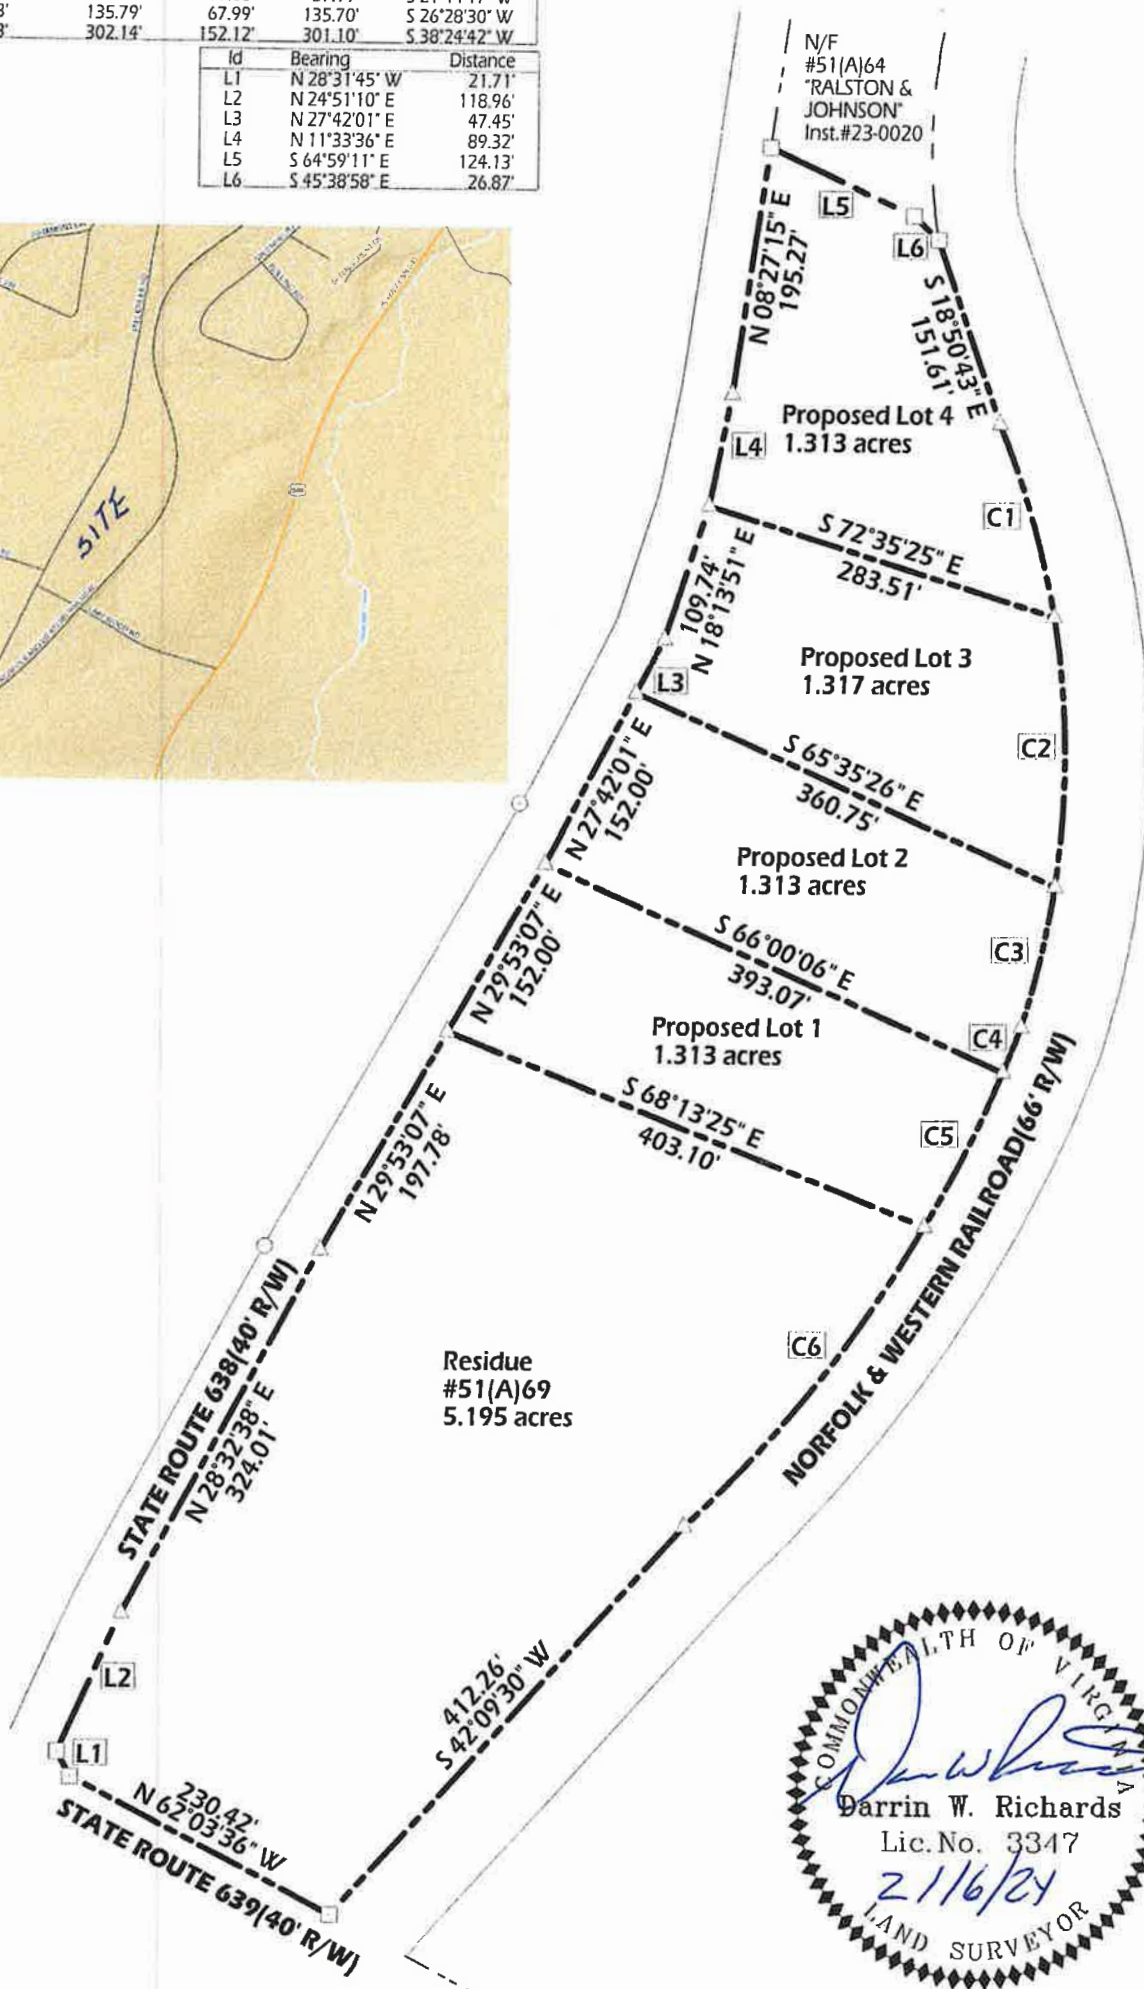 135.79' 67.99' 135.70' S 26°28'30" W
302.14' 152.12' 301.10' S 38°24'42" W
Id Bearing Distance
L1 N 28°31'45" W 21.71'
L2 N 24°51'10" E 118.96'
L3 N 27°42'01" E 47.45'
L4 N 11°33'36" E 89.32'
L5 S 64°59'11" E 124.13'
L6 S 45°38'58" E 26.87'
N/F
#51(A)64
"RALSTON &
JOHNSON"
Inst.#23-0020
L5
L6
N 08°27'15" E
195.27'
S 18°50'43" E
151.61'
Proposed Lot 4
1.313 acres
L4
C1
SITE
S 72°35'25" E
283.51'
109.74'
N 18°13'51" E
Proposed Lot 3
1.317 acres
L3
C2
S 65°35'26" E
360.75'
N 27°42'01" E
152.00'
Proposed Lot 2
1.313 acres
C3
S 66°00'06" E
393.07'
N 29°53'07" E
152.00'
Proposed Lot 1
1.313 acres
C4
C5
S 68°13'25" E
403.10'
N 29°53'07" E
197.78'
NORFOLK & WESTERN RAILROAD(66' R/W)
C6
Residue
#51(A)69
5.195 acres
STATE ROUTE 638(40' R/W)
N 28°32'38" E
324.01'
L2
L1
412.26'
S 42°09'30" W
230.42'
N 62°03'36" W
STATE ROUTE 639(40' R/W)
COMMONWEALTH OF VIRGINIA
Darrin W. Richards
Lic. No. 3347
2/16/24
LAND SURVEYOR